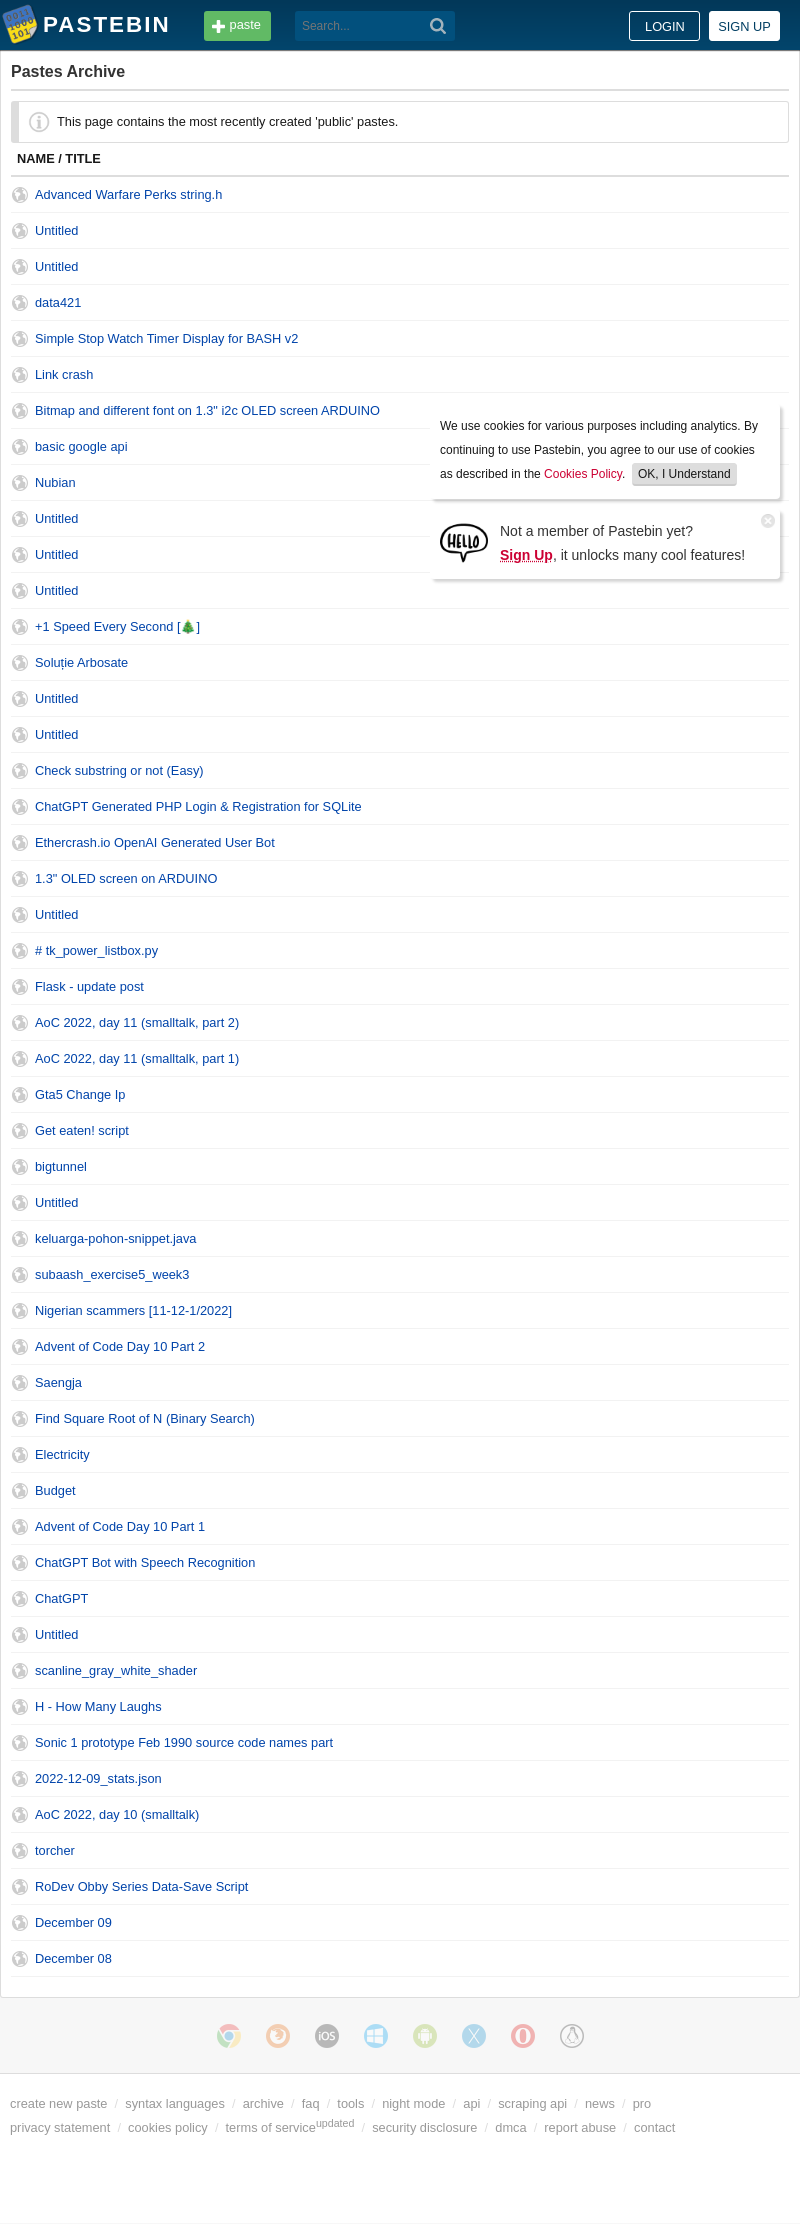 PASTEBIN
paste
Search...
LOGIN
SIGN UP
Pastes Archive
This page contains the most recently created 'public' pastes.
NAME / TITLE
Advanced Warfare Perks string.h
Untitled
Untitled
data421
Simple Stop Watch Timer Display for BASH v2
Link crash
Bitmap and different font on 1.3" i2c OLED screen ARDUINO
We use cookies for various purposes including analytics. By
continuing to use Pastebin, you agree to our use of cookies
as described in the Cookies Policy. OK, I Understand
basic google api
Nubian
Untitled
HELLO
Not a member of Pastebin yet?
Sign Up, it unlocks many cool features!
Untitled
Untitled
+1 Speed Every Second [🎄]
Soluție Arbosate
Untitled
Untitled
Check substring or not (Easy)
ChatGPT Generated PHP Login & Registration for SQLite
Ethercrash.io OpenAI Generated User Bot
1.3" OLED screen on ARDUINO
Untitled
# tk_power_listbox.py
Flask - update post
AoC 2022, day 11 (smalltalk, part 2)
AoC 2022, day 11 (smalltalk, part 1)
Gta5 Change Ip
Get eaten! script
bigtunnel
Untitled
keluarga-pohon-snippet.java
subaash_exercise5_week3
Nigerian scammers [11-12-1/2022]
Advent of Code Day 10 Part 2
Saengja
Find Square Root of N (Binary Search)
Electricity
Budget
Advent of Code Day 10 Part 1
ChatGPT Bot with Speech Recognition
ChatGPT
Untitled
scanline_gray_white_shader
H - How Many Laughs
Sonic 1 prototype Feb 1990 source code names part
2022-12-09_stats.json
AoC 2022, day 10 (smalltalk)
torcher
RoDev Obby Series Data-Save Script
December 09
December 08
iOS
create new paste / syntax languages / archive / faq / tools / night mode / api / scraping api / news / pro
privacy statement / cookies policy / terms of serviceupdated / security disclosure / dmca / report abuse / contact